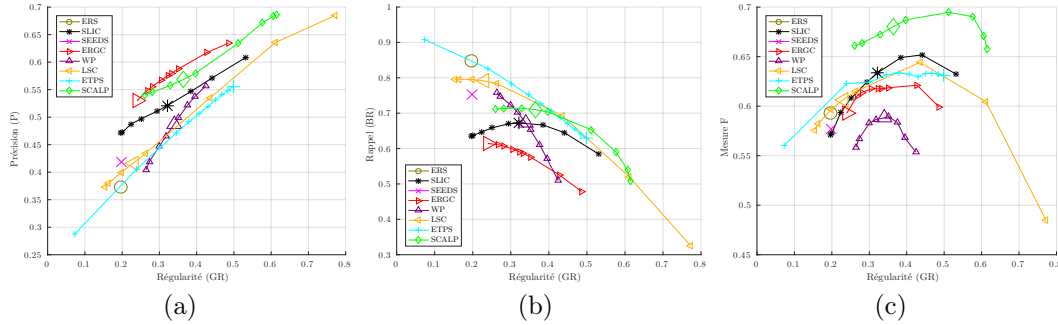 0.7
0.65
0.6
0.55
0.5
0.45
0.4
0.35
0.3
0.25
Précision (P)
ERS
SLIC
SEEDS
ERGC
WP
LSC
ETPS
SCALP
0 0.1 0.2 0.3 0.4 0.5 0.6 0.7 0.8
Régularité (GR)
(a)
1
0.9
0.8
0.7
0.6
0.5
0.4
0.3
Rappel (BR)
ERS
SLIC
SEEDS
ERGC
WP
LSC
ETPS
SCALP
0 0.1 0.2 0.3 0.4 0.5 0.6 0.7 0.8
Régularité (GR)
(b)
0.7
0.65
0.6
0.55
0.5
0.45
Mesure F
ERS
SLIC
SEEDS
ERGC
WP
LSC
ETPS
SCALP
0 0.1 0.2 0.3 0.4 0.5 0.6 0.7 0.8
Régularité (GR)
(c)